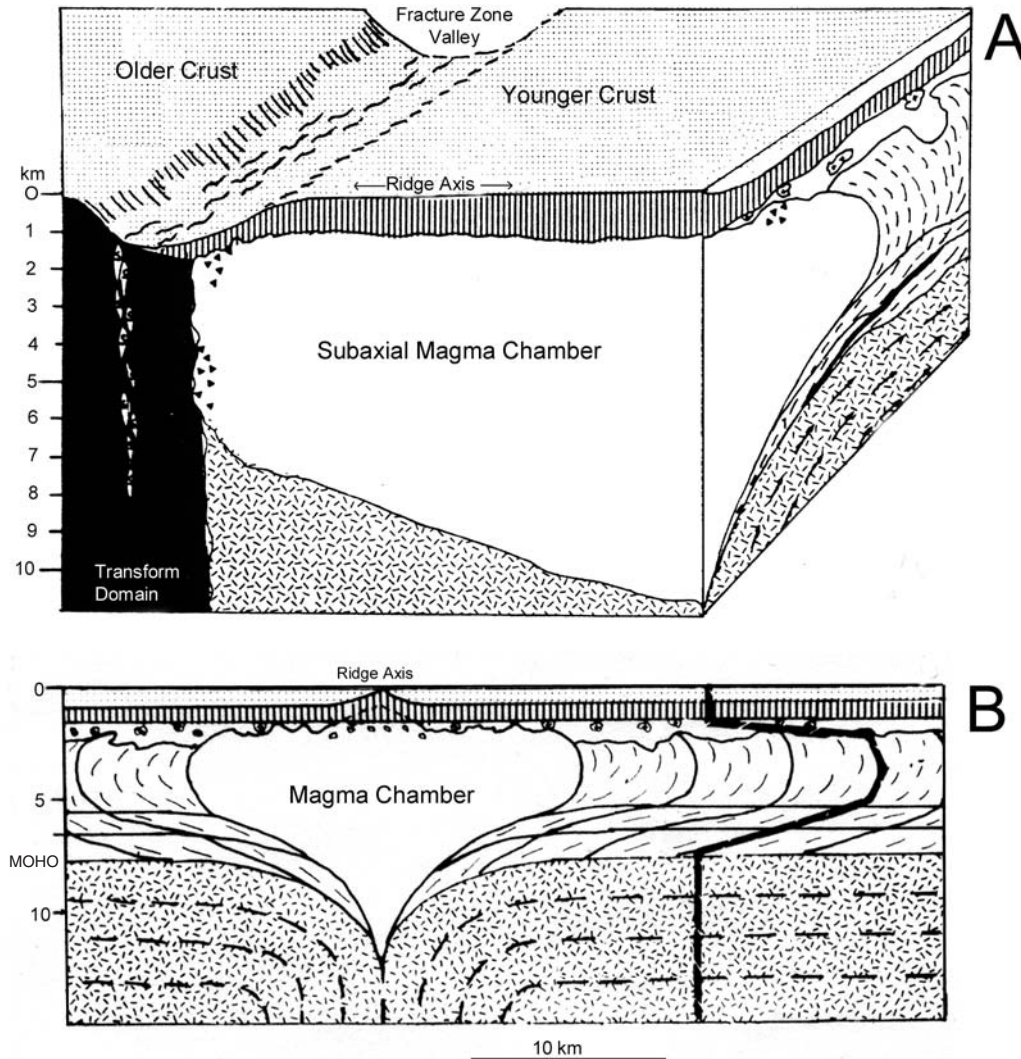 Fracture Zone
Valley
A
Older Crust
Younger Crust
km
O
Ridge Axis
1
2
3
Subaxial Magma Chamber
4
5
6
7
8
9
10
Transform
Domain
Ridge Axis
0
B
Magma Chamber
5
MOHO
10
10 km